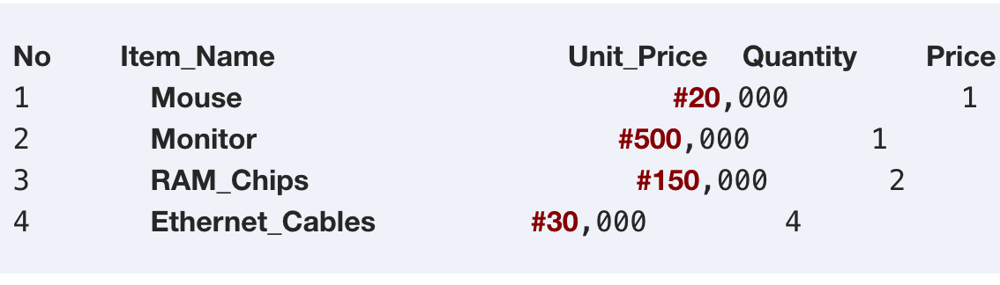 No Item_Name Unit_Price Quantity Price
1 Mouse #20,000 1
2 Monitor #500,000 1
3 RAM_Chips #150,000 2
4 Ethernet_Cables #30,000 4